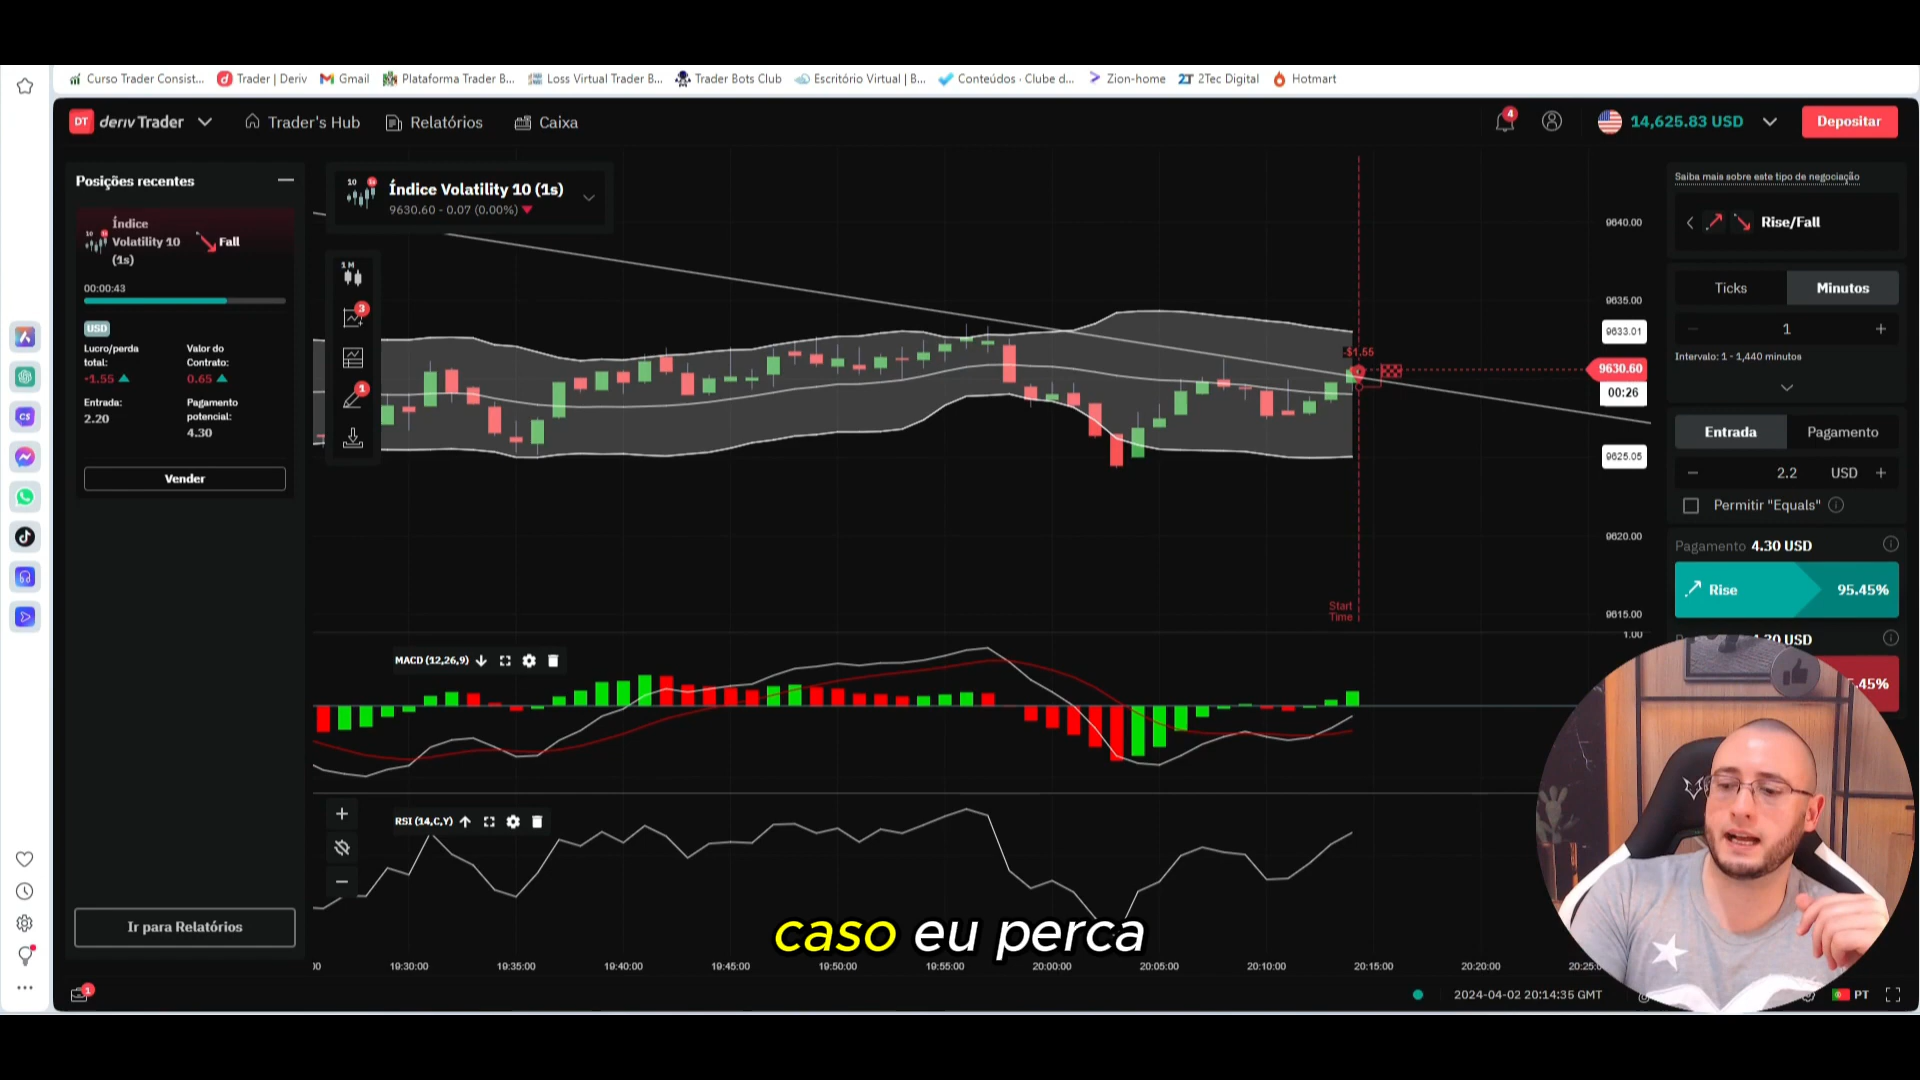 Curso Trader Consist...
Trader | Deriv
Gmail
Plataforma Trader B...
Loss Virtual Trader B...
Trader Bots Club
Escritório Virtual | B...
Conteúdos · Clube d...
Zion-home
2Tec Digital
Hotmart
DT deriv Trader
Trader's Hub
Relatórios
Caixa
4
14,625.83 USD
Depositar
Posições recentes
Índice
Volatility 10
(1s)
Fall
00:00:43
USD
Lucro/perda
total:
-1.55
Valor do
Contrato:
0.65
Entrada:
2.20
Pagamento
potencial:
4.30
Vender
Ir para Relatórios
1
Índice Volatility 10 (1s)
9630.60 - 0.07 (0.00%)
1 M
3
1
-$1.55
Start
Time
9640.00
9635.00
9633.01
9630.60
00:26
9625.05
9620.00
9615.00
1.00
MACD (12,26,9)
RSI (14,C,Y)
caso eu perca
19:30:00
19:35:00
19:40:00
19:45:00
19:50:00
19:55:00
20:00:00
20:05:00
20:10:00
20:15:00
20:20:00
2024-04-02 20:14:35 GMT
PT
Saiba mais sobre este tipo de negociação
Rise/Fall
Ticks
Minutos
1
Intervalo: 1 - 1,440 minutos
Entrada
Pagamento
2.2
USD
Permitir "Equals"
Pagamento 4.30 USD
Rise
95.45%